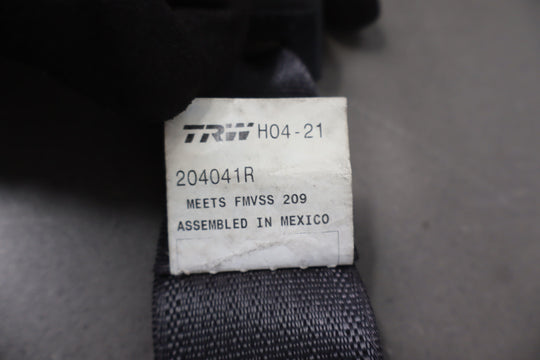 TRW H04-21
204041R
MEETS FMVSS 209
ASSEMBLED IN MEXICO